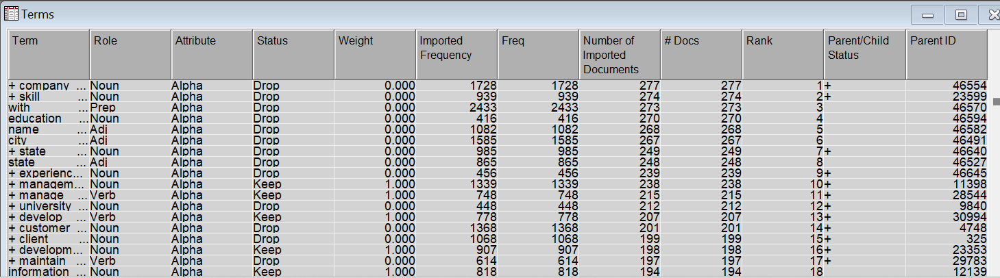 Terms
Term Role Attribute Status Weight Imported Frequency Freq Number of Imported Documents # Docs Rank Parent/Child Status Parent ID
+ company ... Noun Alpha Drop 0.000 1728 1728 277 277 1 + 46554
+ skill ... Noun Alpha Drop 0.000 939 939 274 274 2 + 23599
with ... Prep Alpha Drop 0.000 2433 2433 273 273 3 46570
education ... Noun Alpha Drop 0.000 416 416 270 270 4 46594
name ... Adj Alpha Drop 0.000 1082 1082 268 268 5 46582
city ... Adj Alpha Drop 0.000 1585 1585 267 267 6 46491
+ state ... Noun Alpha Drop 0.000 985 985 249 249 7 + 46640
state ... Adj Alpha Drop 0.000 865 865 248 248 8 46527
+ experienc... Noun Alpha Drop 0.000 456 456 239 239 9 + 46645
+ managem... Noun Alpha Keep 1.000 1339 1339 238 238 10 + 11398
+ manage ... Verb Alpha Keep 1.000 748 748 215 215 11 + 28544
+ university ... Noun Alpha Drop 0.000 448 448 212 212 12 + 9840
+ develop ... Verb Alpha Keep 1.000 778 778 207 207 13 + 30994
+ customer ... Noun Alpha Drop 0.000 1368 1368 201 201 14 + 4748
+ client ... Noun Alpha Drop 0.000 1068 1068 199 199 15 + 325
+ developm... Noun Alpha Keep 1.000 907 907 198 198 16 + 23353
+ maintain ... Verb Alpha Drop 0.000 614 614 197 197 17 + 29783
information ... Noun Alpha Keep 1.000 818 818 194 194 18 12139